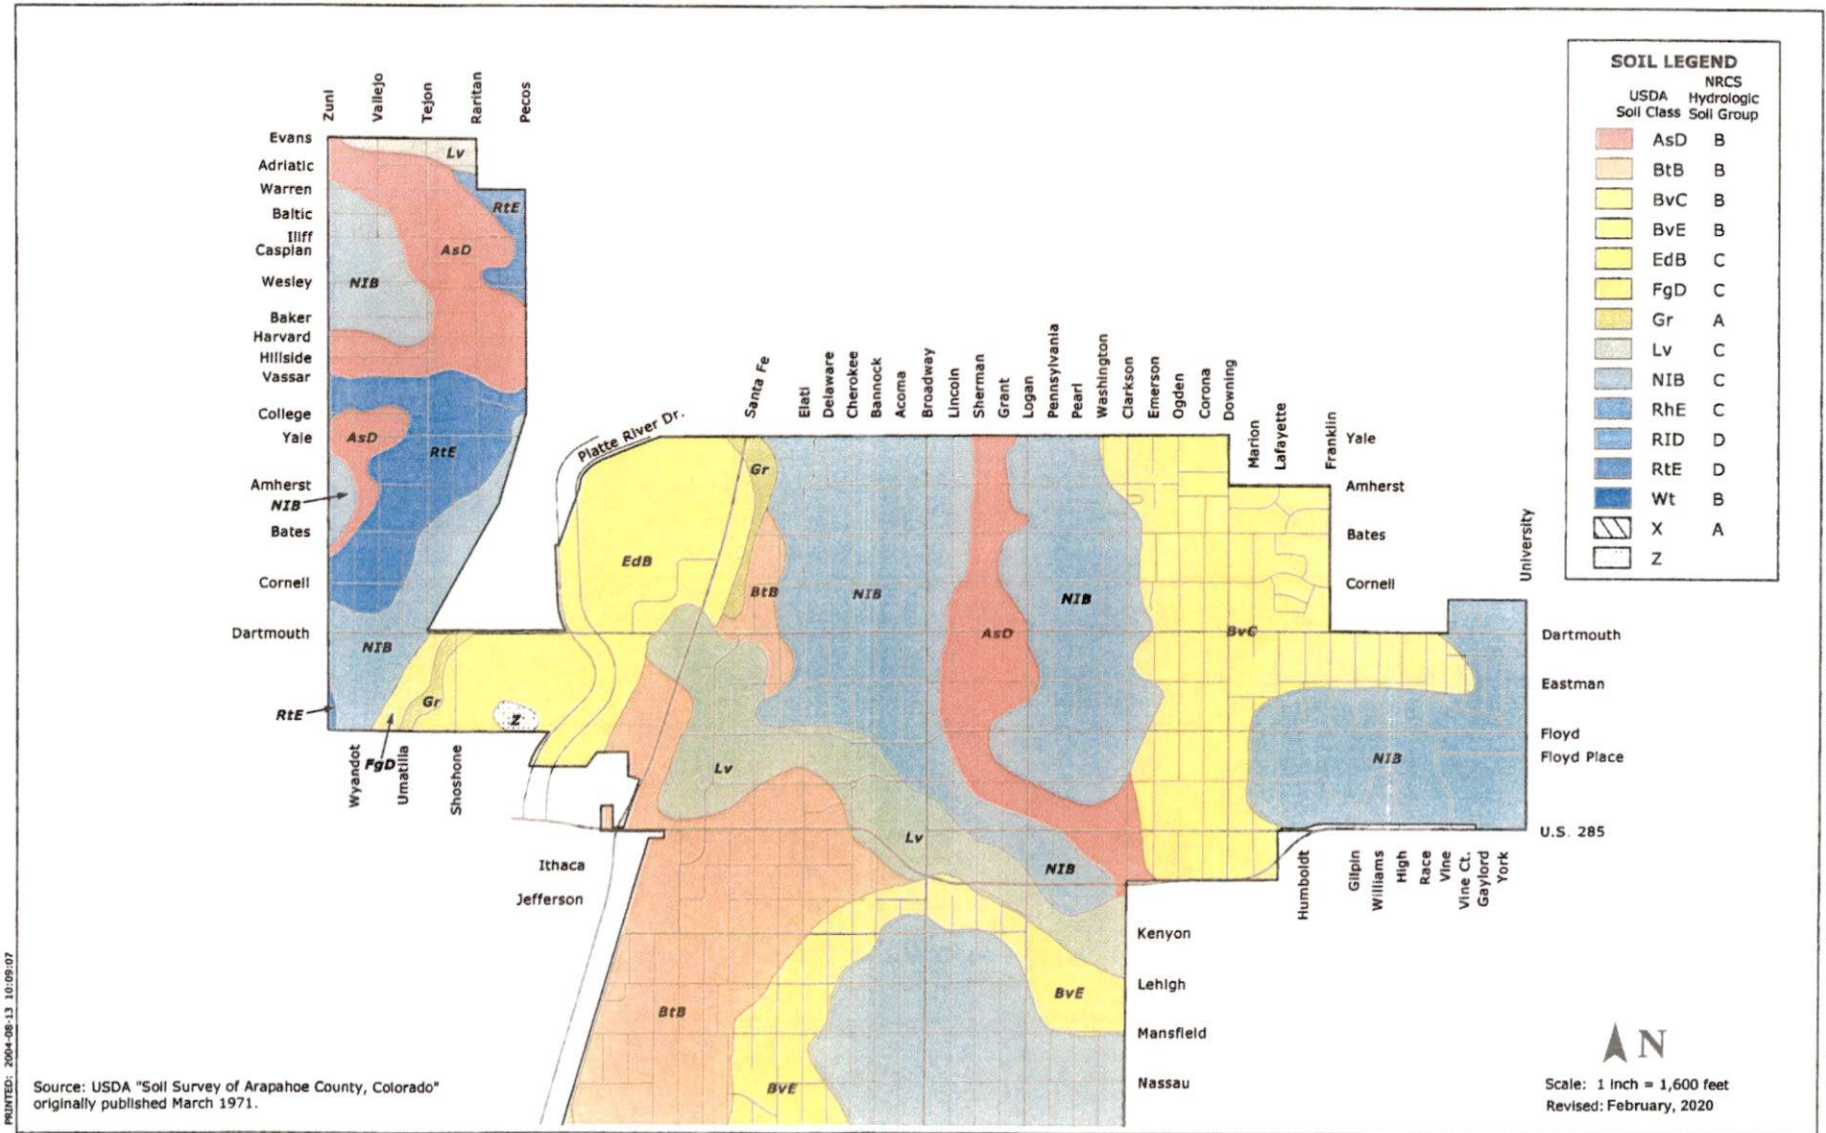 SOIL LEGEND
USDA Soil Class
NRCS Hydrologic Soil Group
AsD B
BtB B
BvC B
BvE B
EdB C
FgD C
Gr A
Lv C
NIB C
RhE C
RID D
RtE D
Wt B
X A
Z
Zuni
Vallejo
Tejon
Raritan
Pecos
Evans
Adriatic
Warren
Baltic
Iliff
Caspian
Wesley
Baker
Harvard
Hillside
Vassar
College
Yale
Amherst
NIB
Bates
Cornell
Dartmouth
RtE
Lv
RtE
AsD
NIB
AsD
RtE
NIB
Gr
Z
FgD
Wyandot
Umatilla
Shoshone
Platte River Dr.
Santa Fe
Elati
Delaware
Cherokee
Bannock
Acoma
Broadway
Lincoln
Sherman
Grant
Logan
Pennsylvania
Pearl
Washington
Clarkson
Emerson
Ogden
Corona
Downing
Marion
Lafayette
Franklin
University
Yale
Amherst
Bates
Cornell
Dartmouth
Eastman
Floyd
Floyd Place
U.S. 285
Gr
EdB
BtB
NIB
NIB
AsD
BvC
Lv
NIB
Lv
NIB
BvE
BtB
BvE
Ithaca
Jefferson
Humboldt
Gilpin
Williams
High
Race
Vine
Vine Ct.
Gaylord
York
Kenyon
Lehigh
Mansfield
Nassau
N
Scale: 1 inch = 1,600 feet
Revised: February, 2020
Source: USDA "Soil Survey of Arapahoe County, Colorado"
originally published March 1971.
PRINTED: 2004-08-13 10:09:07